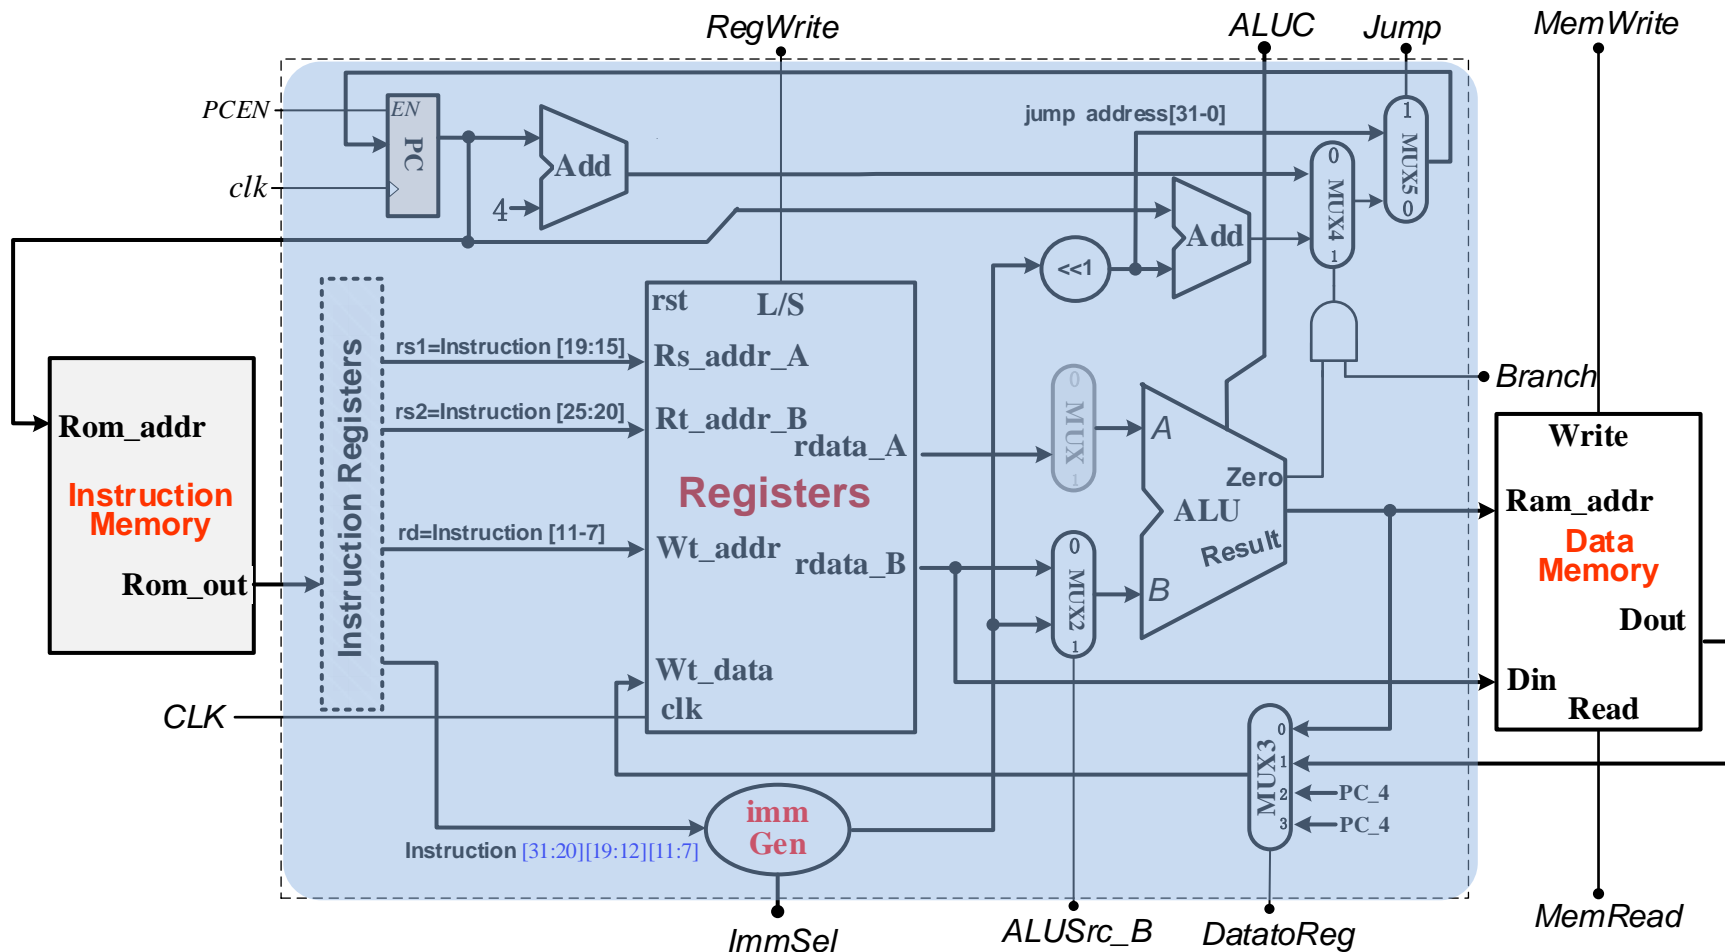 RegWrite
ALUC
Jump
MemWrite
PCEN
EN
PC
clk
Add
4
jump address[31-0]
1
MUX5
0
0
MUX4
1
Add
<<1
rst
L/S
Instruction Registers
rs1=Instruction [19:15]
Rs_addr_A
rs2=Instruction [25:20]
Rt_addr_B
rdata_A
Registers
rd=Instruction [11-7]
Wt_addr
rdata_B
Wt_data
clk
Rom_addr
Instruction
Memory
Rom_out
CLK
0
MUX
1
A
Zero
ALU
Result
B
0
MUX2
1
Branch
Write
Ram_addr
Data
Memory
Dout
Din
Read
MUX3
0
1
2
PC_4
3
PC_4
imm
Gen
Instruction [31:20][19:12][11:7]
ImmSel
ALUSrc_B
DatatoReg
MemRead